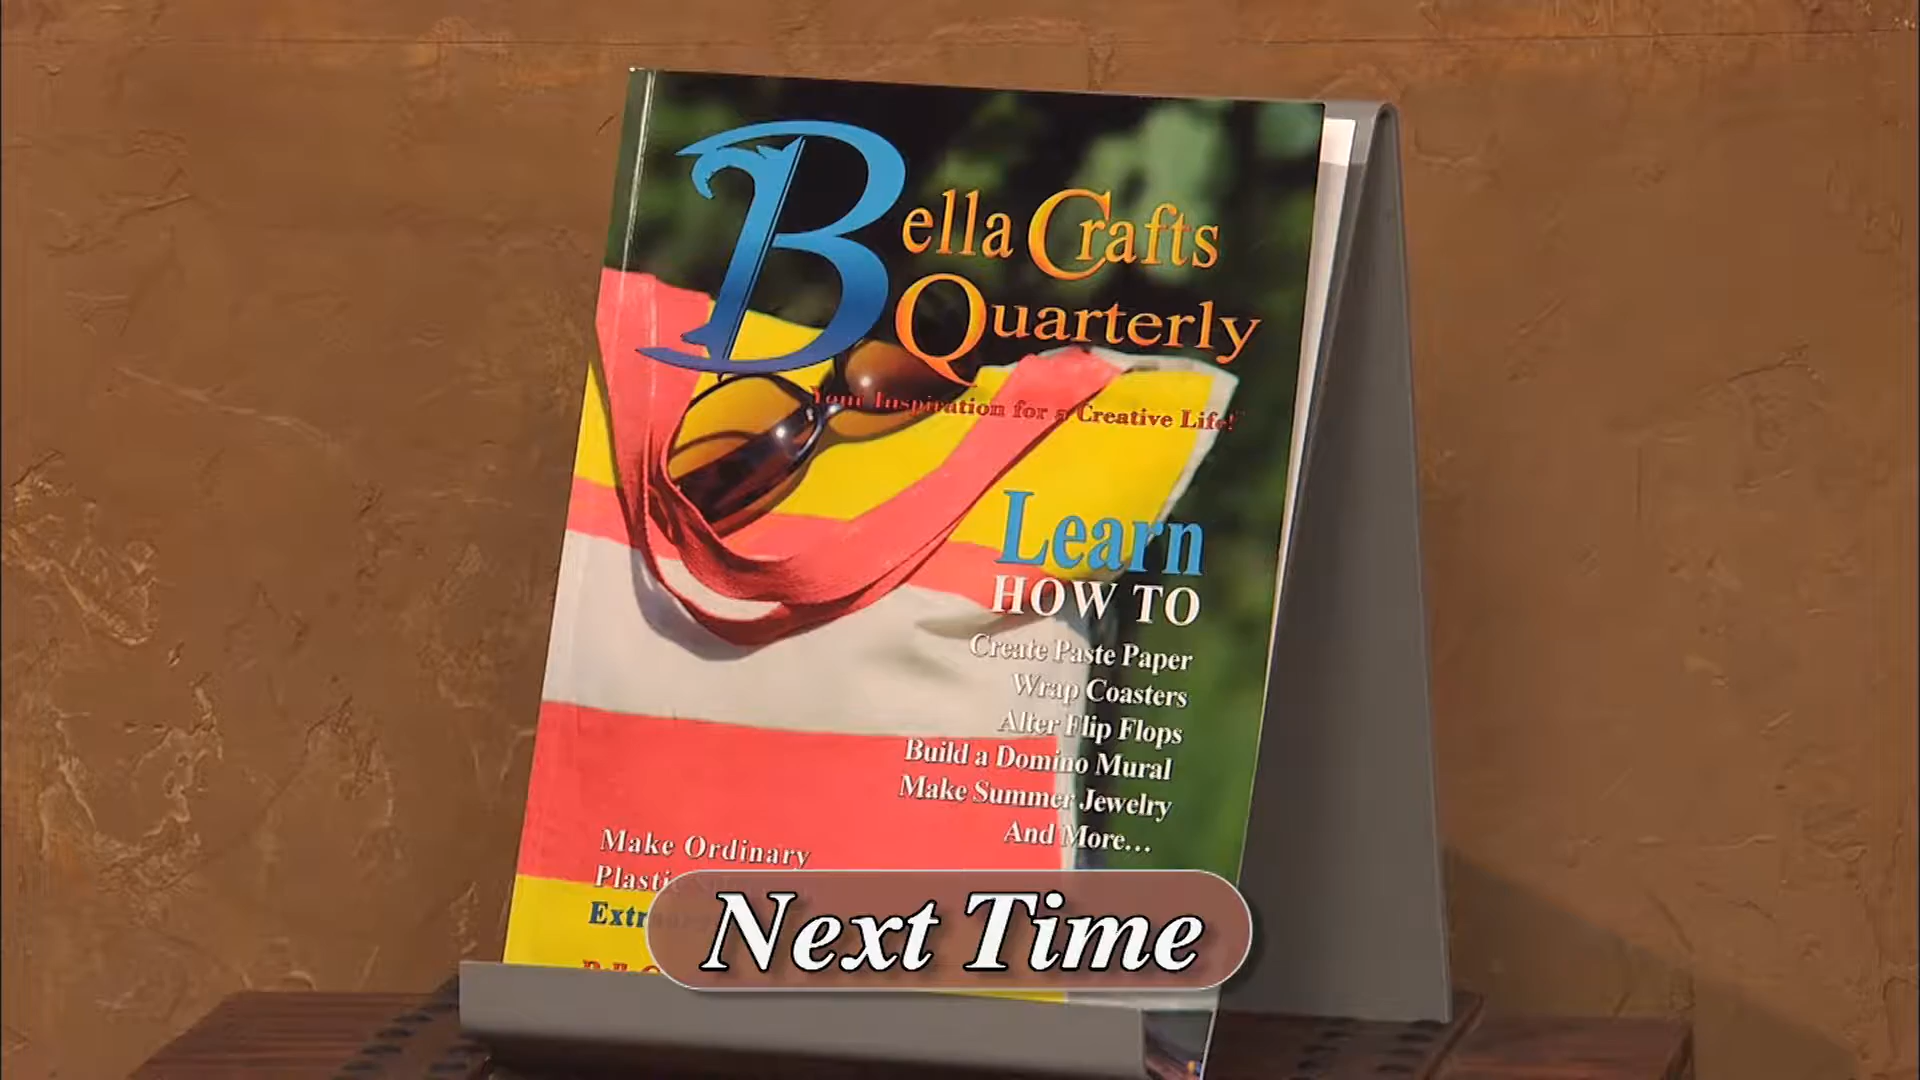 Bella Crafts
Quarterly
Your Inspiration for a Creative Life!
Learn
HOW TO
Create Paste Paper
Wrap Coasters
Alter Flip Flops
Build a Domino Mural
Make Summer Jewelry
And More...
Make Ordinary
Next Time